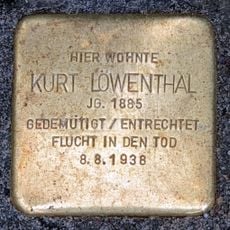 HIER WOHNTE
KURT LÖWENTHAL
JG. 1885
GEDEMÜTIGT / ENTRECHTET
FLUCHT IN DEN TOD
8.8.1938